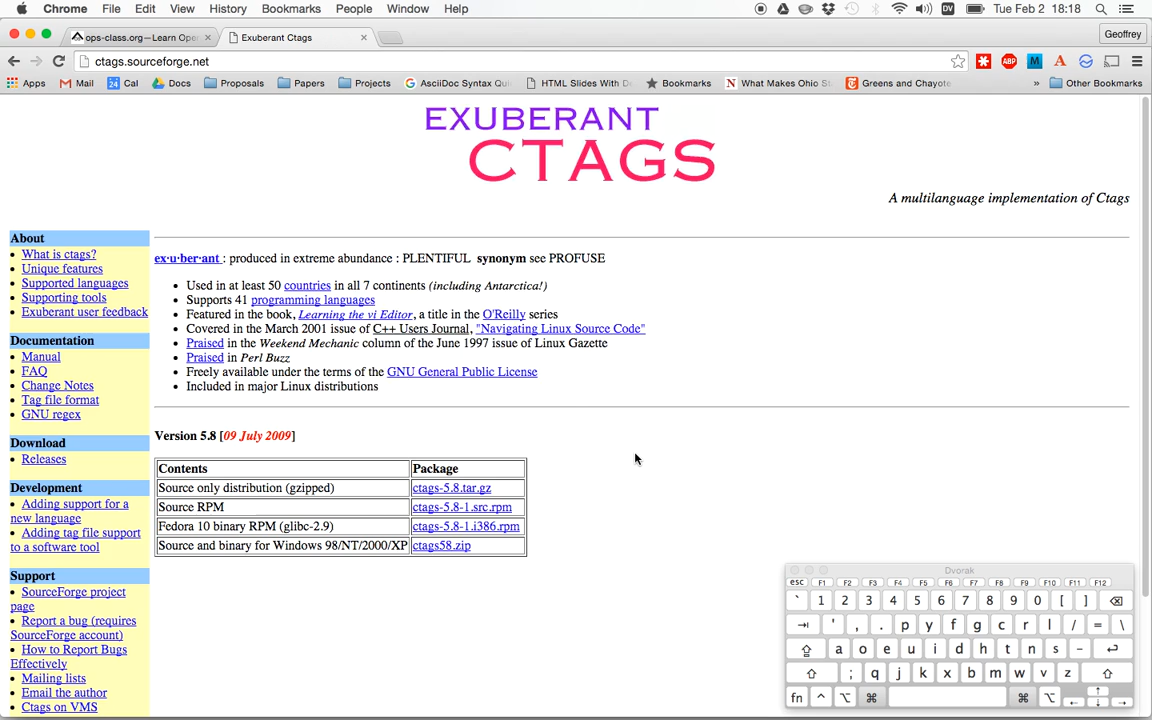 Chrome File Edit View History Bookmarks People Window Help DV Tue Feb 2 18:18
ops-class.org—Learn Ope × Exuberant Ctags × Geoffrey
ctags.sourceforge.net ABP M A
Apps Mail 22 Cal Docs Proposals Papers Projects AsciiDoc Syntax Qui HTML Slides With D Bookmarks N What Makes Ohio St Greens and Chayote » Other Bookmarks
EXUBERANT
CTAGS
A multilanguage implementation of Ctags
About
• What is ctags?
• Unique features
• Supported languages
• Supporting tools
• Exuberant user feedback
Documentation
• Manual
• FAQ
• Change Notes
• Tag file format
• GNU regex
Download
• Releases
Development
• Adding support for a
new language
• Adding tag file support
to a software tool
Support
• SourceForge project
page
• Report a bug (requires
SourceForge account)
• How to Report Bugs
Effectively
• Mailing lists
• Email the author
• Ctags on VMS
ex·u·ber·ant : produced in extreme abundance : PLENTIFUL synonym see PROFUSE
• Used in at least 50 countries in all 7 continents (including Antarctica!)
• Supports 41 programming languages
• Featured in the book, Learning the vi Editor, a title in the O'Reilly series
• Covered in the March 2001 issue of C++ Users Journal, "Navigating Linux Source Code"
• Praised in the Weekend Mechanic column of the June 1997 issue of Linux Gazette
• Praised in Perl Buzz
• Freely available under the terms of the GNU General Public License
• Included in major Linux distributions
Version 5.8 [09 July 2009]
Contents Package
Source only distribution (gzipped) ctags-5.8.tar.gz
Source RPM ctags-5.8-1.src.rpm
Fedora 10 binary RPM (glibc-2.9) ctags-5.8-1.i386.rpm
Source and binary for Windows 98/NT/2000/XP ctags58.zip
Dvorak
esc F1 F2 F3 F4 F5 F6 F7 F8 F9 F10 F11 F12
` 1 2 3 4 5 6 7 8 9 0 [ ] ⌫
⇥ ' , . p y f g c r l / = \
⇪ a o e u i d h t n s - ↩
⇧ ; q j k x b m w v z ⇧
fn ^ ⌥ ⌘ ⌘ ⌥ ← ↑ ↓ →